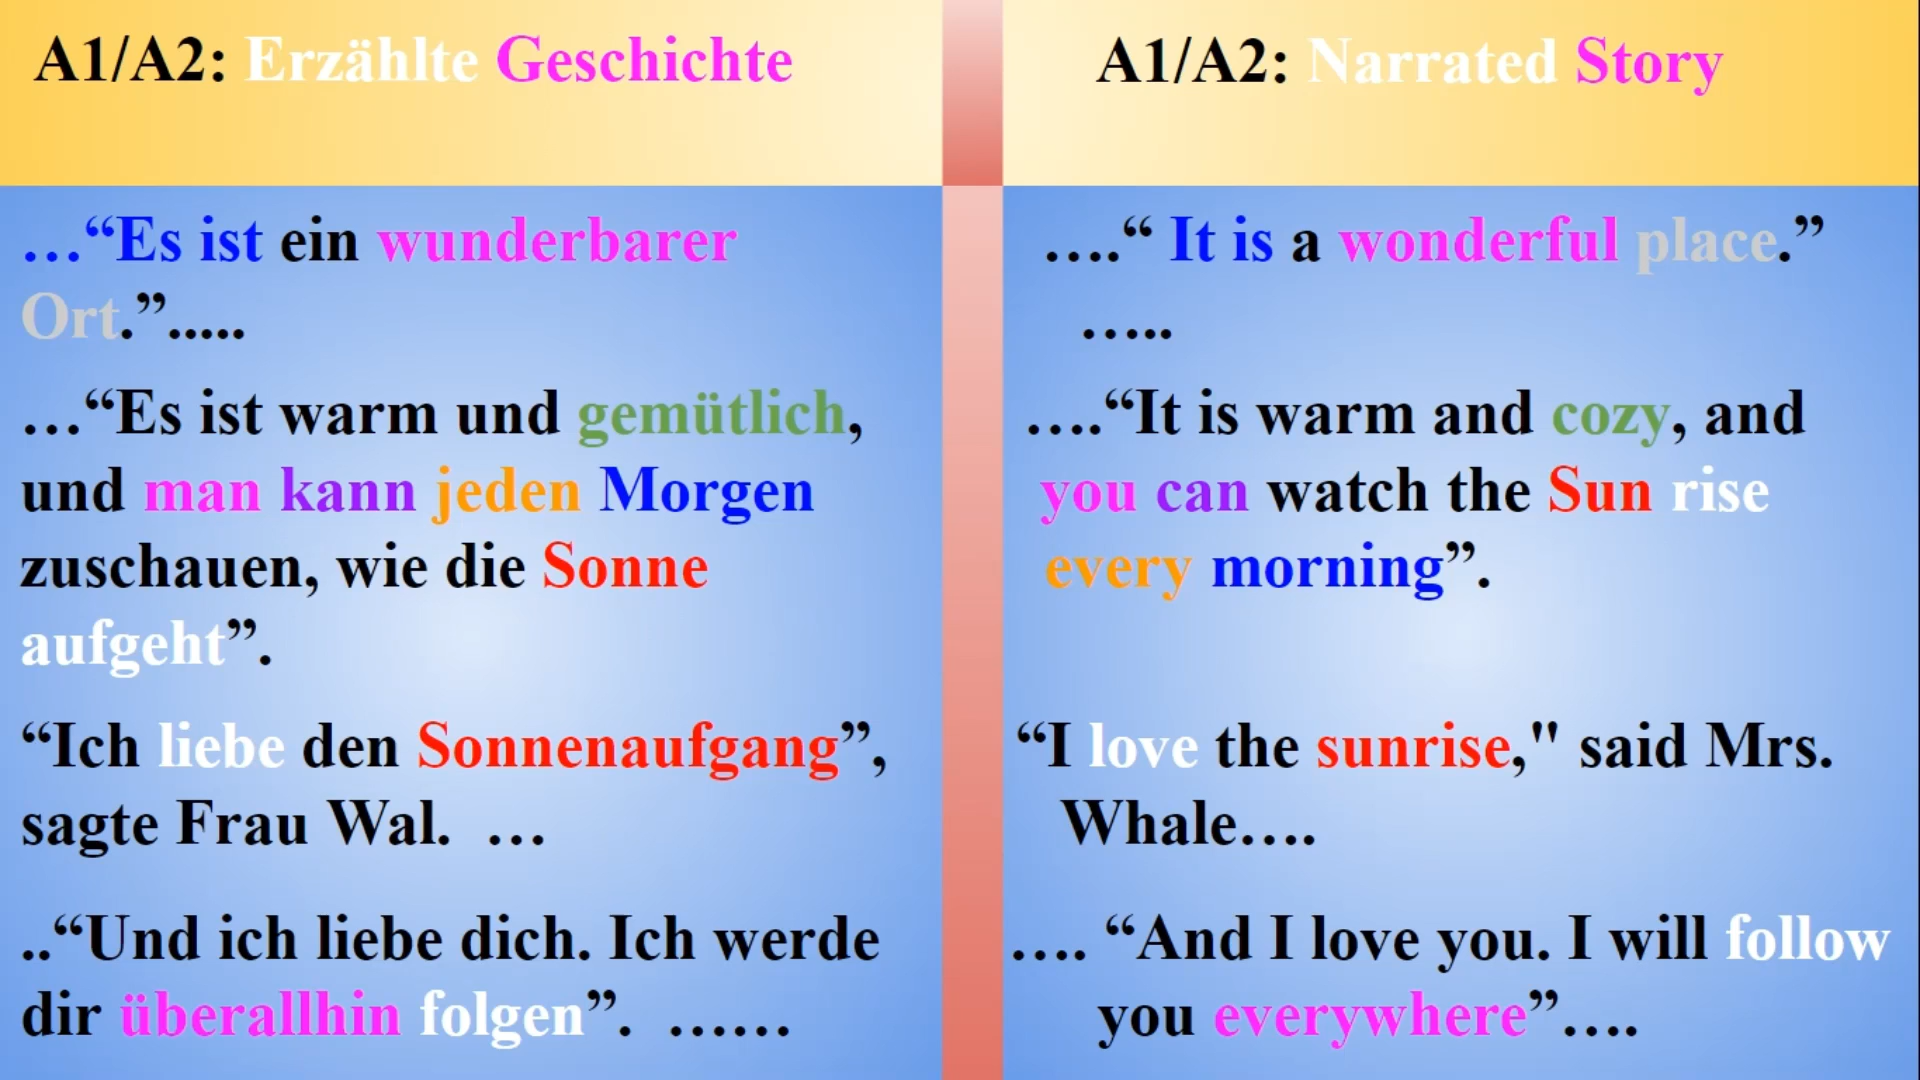 A1/A2: Erzählte Geschichte
…“Es ist ein wunderbarer
Ort.”.....
…“Es ist warm und gemütlich,
und man kann jeden Morgen
zuschauen, wie die Sonne
aufgeht”.
“Ich liebe den Sonnenaufgang”,
sagte Frau Wal. …
..“Und ich liebe dich. Ich werde
dir überallhin folgen”. ……
A1/A2: Narrated Story
….“ It is a wonderful place.”
…..
….“It is warm and cozy, and
you can watch the Sun rise
every morning”.
“I love the sunrise," said Mrs.
Whale….
…. “And I love you. I will follow
you everywhere”….